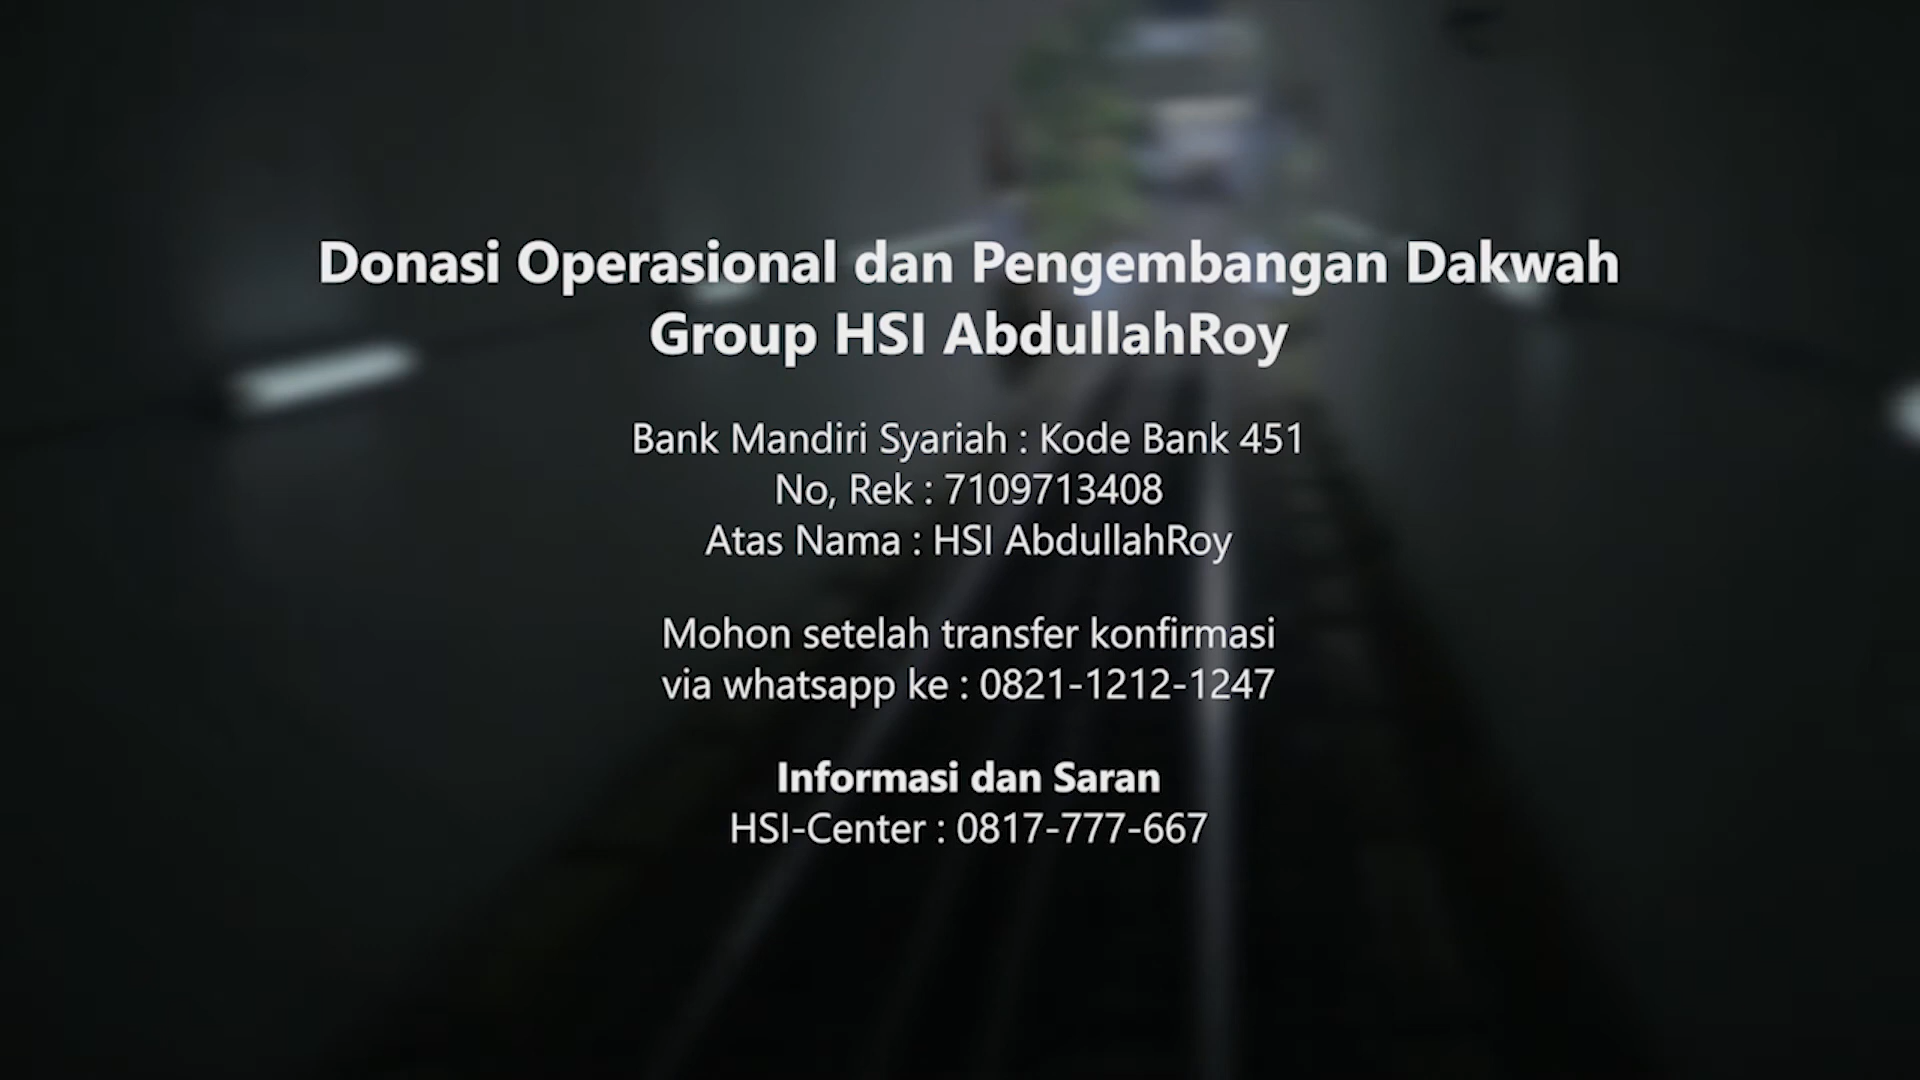 Donasi Operasional dan Pengembangan Dakwah
Group HSI AbdullahRoy
Bank Mandiri Syariah : Kode Bank 451
No, Rek : 7109713408
Atas Nama : HSI AbdullahRoy
Mohon setelah transfer konfirmasi
via whatsapp ke : 0821-1212-1247
Informasi dan Saran
HSI-Center : 0817-777-667